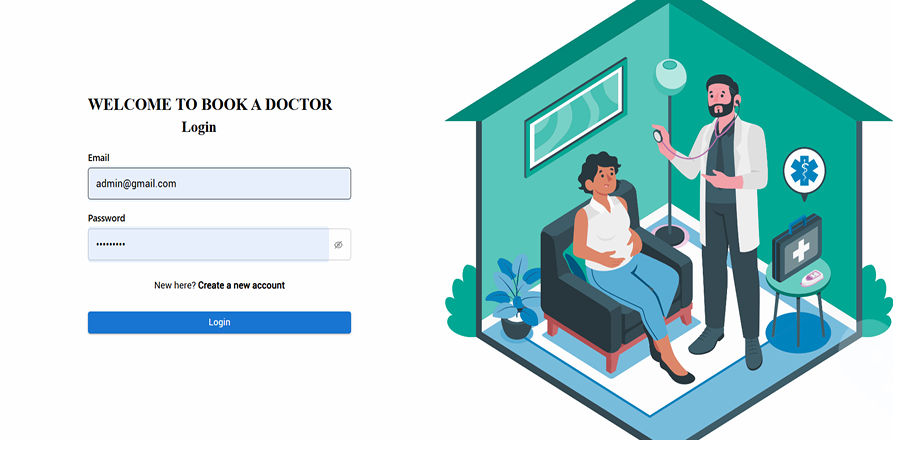 WELCOME TO BOOK A DOCTOR
Login
Email
admin@gmail.com
Password
•••••••••
New here? Create a new account
Login